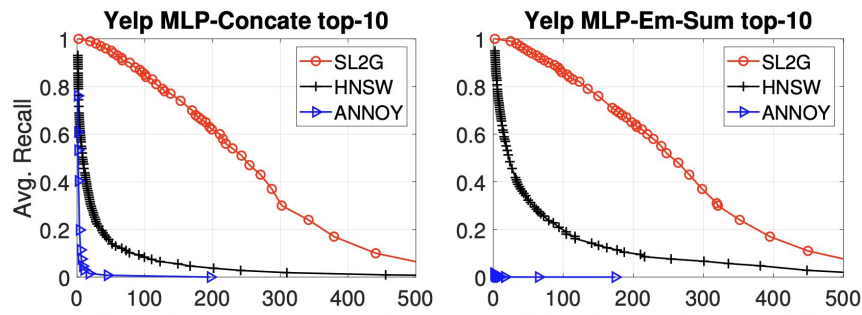 Yelp MLP-Concate top-10
Avg. Recall
1
0.8
0.6
0.4
0.2
0
0
100
200
300
400
500
SL2G
HNSW
ANNOY
Yelp MLP-Em-Sum top-10
1
0.8
0.6
0.4
0.2
0
0
100
200
300
400
500
SL2G
HNSW
ANNOY